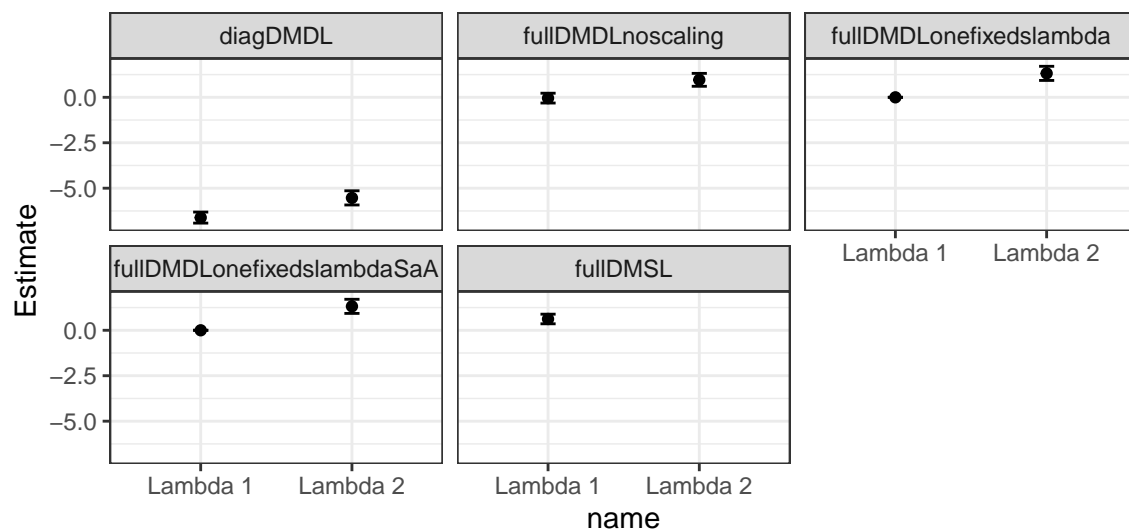 diagDMDL
fullDMDLnoscaling
fullDMDLonefixedslambda
0.0
−2.5
−5.0
Lambda 1
Lambda 2
fullDMDLonefixedslambdaSaA
fullDMSL
0.0
−2.5
−5.0
Lambda 1
Lambda 2
Lambda 1
Lambda 2
Estimate
name